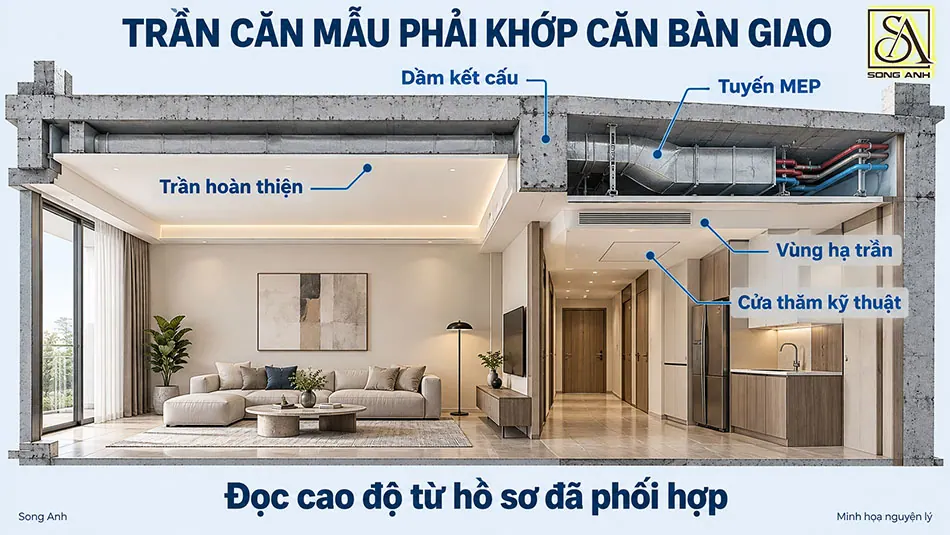 TRẦN CĂN MẪU PHẢI KHỚP CĂN BÀN GIAO
SA
SONG ANH
Dầm kết cấu
Tuyến MEP
Trần hoàn thiện
Vùng hạ trần
Cửa thăm kỹ thuật
Đọc cao độ từ hồ sơ đã phối hợp
Song Anh
Minh họa nguyện lý